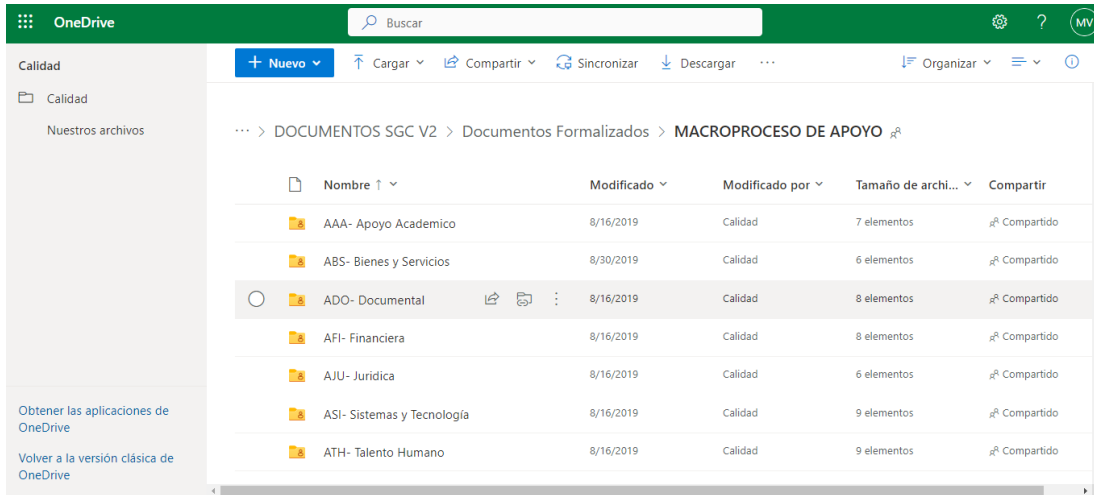 OneDrive
Buscar
?
MV
Calidad
Calidad
Nuestros archivos
Obtener las aplicaciones de
OneDrive
Volver a la versión clásica de
OneDrive
+ Nuevo Cargar Compartir Sincronizar Descargar ··· Organizar
··· > DOCUMENTOS SGC V2 > Documentos Formalizados > MACROPROCESO DE APOYO
Nombre ↑ Modificado Modificado por Tamaño de archi... Compartir
AAA- Apoyo Academico 8/16/2019 Calidad 7 elementos Compartido
ABS- Bienes y Servicios 8/30/2019 Calidad 6 elementos Compartido
ADO- Documental 8/16/2019 Calidad 8 elementos Compartido
AFI- Financiera 8/16/2019 Calidad 8 elementos Compartido
AJU- Juridica 8/16/2019 Calidad 6 elementos Compartido
ASI- Sistemas y Tecnología 8/16/2019 Calidad 9 elementos Compartido
ATH- Talento Humano 8/16/2019 Calidad 9 elementos Compartido